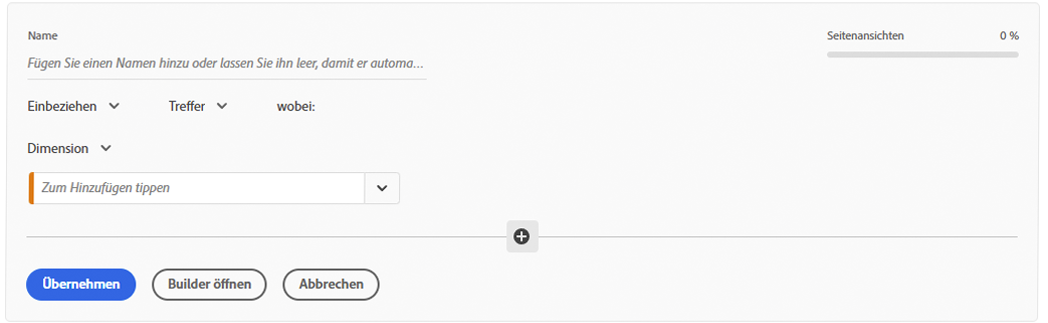 Name
Seitenansichten 0 %
Fügen Sie einen Namen hinzu oder lassen Sie ihn leer, damit er automa...
Einbeziehen Treffer wobei:
Dimension
Zum Hinzufügen tippen
Übernehmen Builder öffnen Abbrechen